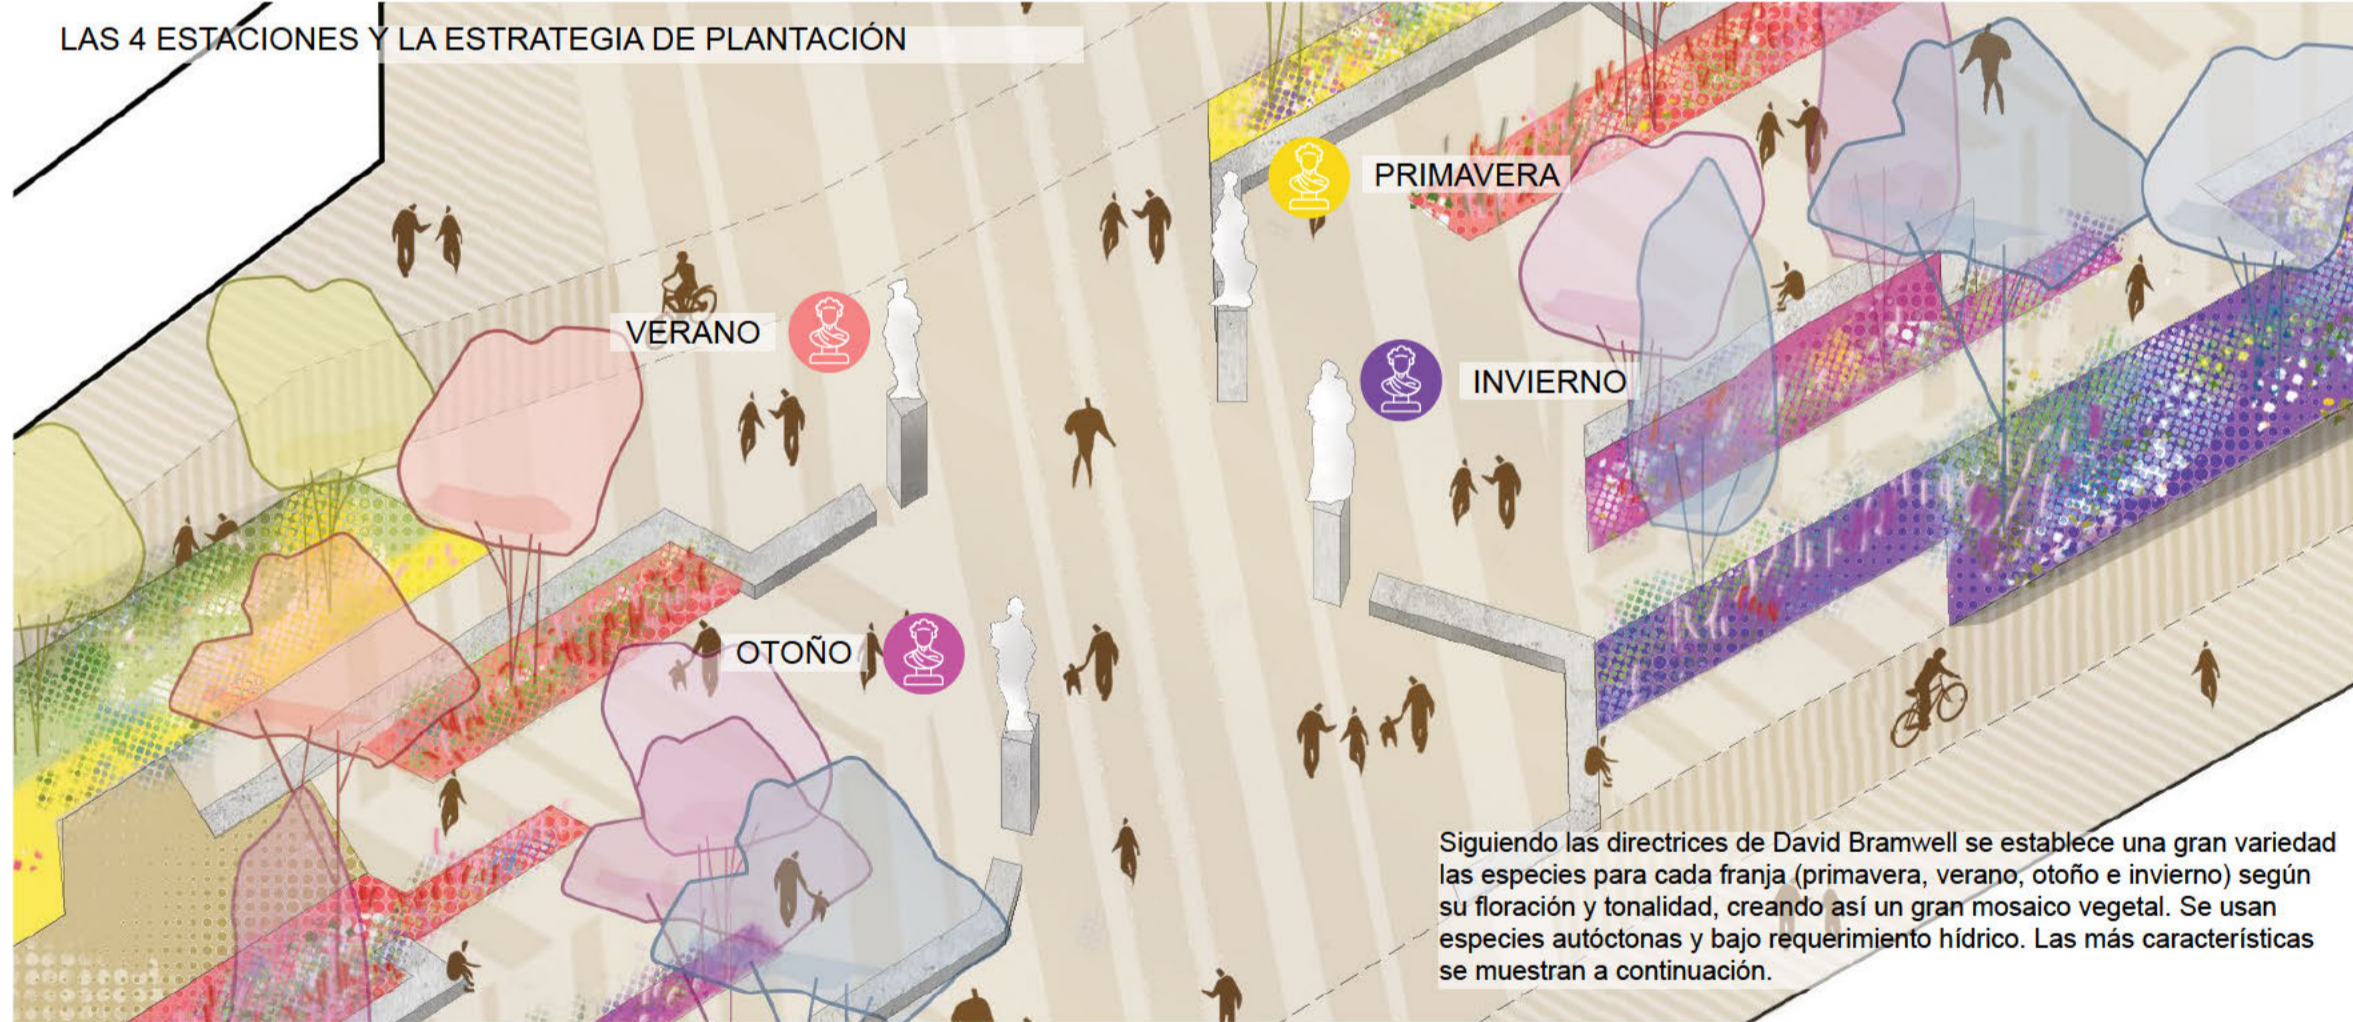 LAS 4 ESTACIONES Y LA ESTRATEGIA DE PLANTACIÓN
PRIMAVERA
VERANO
INVIERNO
OTOÑO
Siguiendo las directrices de David Bramwell se establece una gran variedad
las especies para cada franja (primavera, verano, otoño e invierno) según
su floración y tonalidad, creando así un gran mosaico vegetal. Se usan
especies autóctonas y bajo requerimiento hídrico. Las más características
se muestran a continuación.